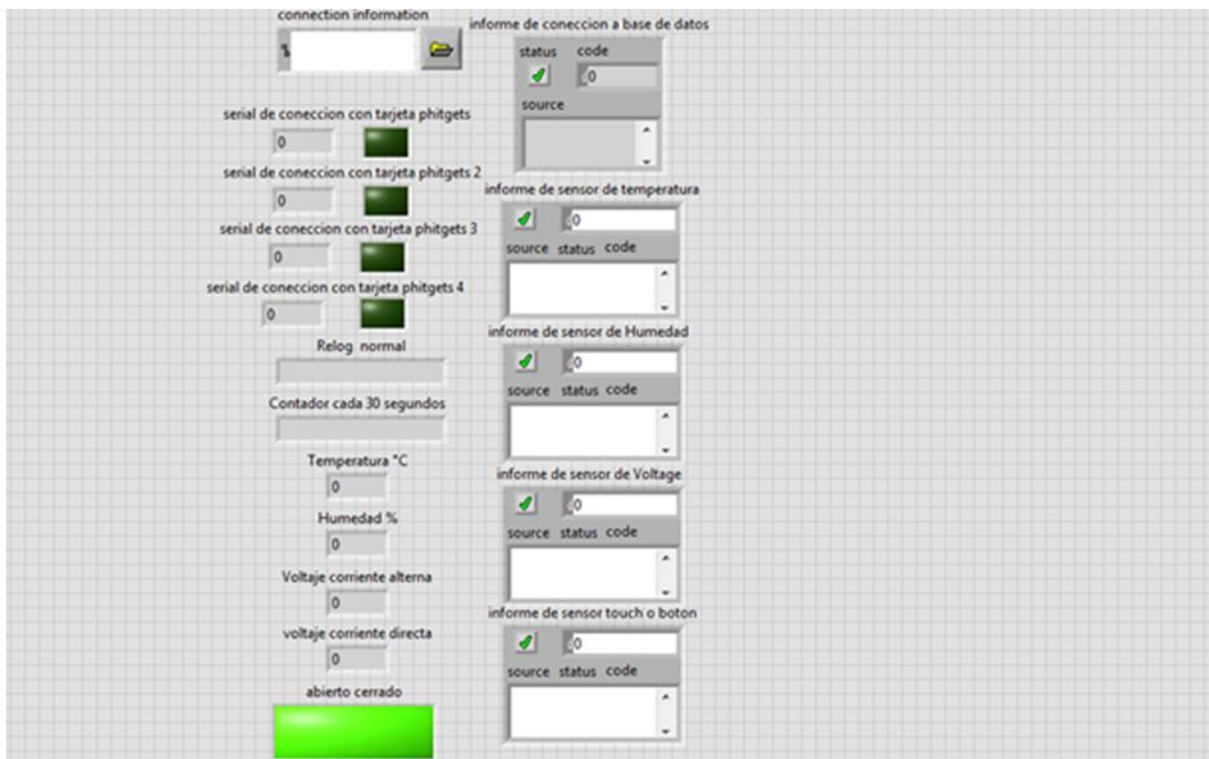 connection information
serial de coneccion con tarjeta phitgets
0
serial de coneccion con tarjeta phitgets 2
0
serial de coneccion con tarjeta phitgets 3
0
serial de coneccion con tarjeta phitgets 4
0
Relog normal
Contador cada 30 segundos
Temperatura °C
0
Humedad %
0
Voltaje corriente alterna
0
voltaje corriente directa
0
abierto cerrado
informe de coneccion a base de datos
status code
0
source
informe de sensor de temperatura
0
source status code
informe de sensor de Humedad
0
source status code
informe de sensor de Voltage
0
source status code
informe de sensor touch o boton
0
source status code